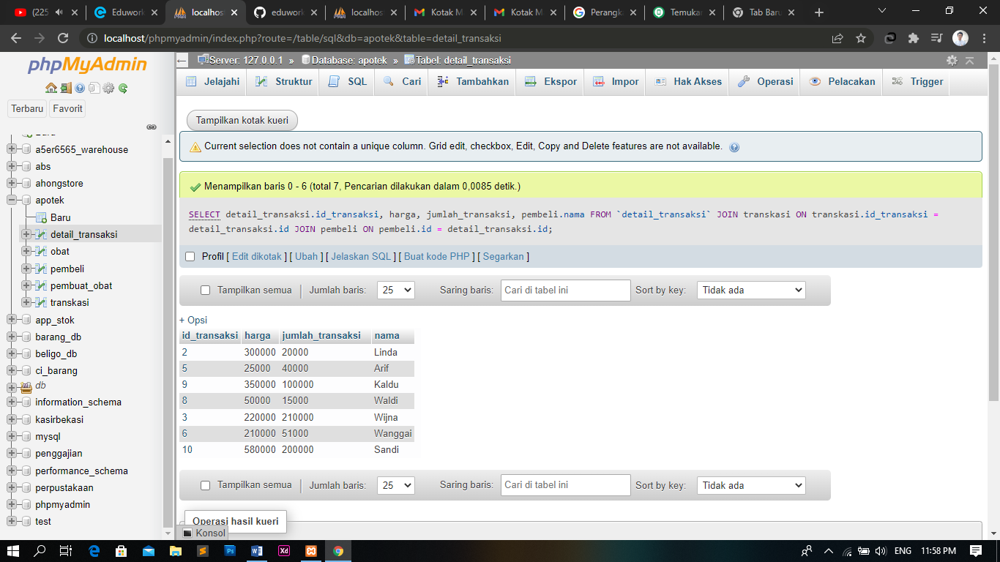 (225
Eduwork
localhos
eduwork
localhos
Kotak M
Kotak M
Perangka
Temukan
Tab Baru
localhost/phpmyadmin/index.php?route=/table/sql&db=apotek&table=detail_transaksi
phpMyAdmin
Terbaru Favorit
Baru
a5er6565_warehouse
abs
ahongstore
apotek
Baru
detail_transaksi
obat
pembeli
pembuat_obat
transkasi
app_stok
barang_db
beligo_db
ci_barang
db
information_schema
kasirbekasi
mysql
penggajian
performance_schema
perpustakaan
phpmyadmin
test
Server: 127.0.0.1 » Database: apotek » Tabel: detail_transaksi
Jelajahi Struktur SQL Cari Tambahkan Ekspor Impor Hak Akses Operasi Pelacakan Trigger
Tampilkan kotak kueri
Current selection does not contain a unique column. Grid edit, checkbox, Edit, Copy and Delete features are not available.
Menampilkan baris 0 - 6 (total 7, Pencarian dilakukan dalam 0,0085 detik.)
SELECT detail_transaksi.id_transaksi, harga, jumlah_transaksi, pembeli.nama FROM `detail_transaksi` JOIN transkasi ON transkasi.id_transaksi =
detail_transaksi.id JOIN pembeli ON pembeli.id = detail_transaksi.id;
Profil [ Edit dikotak ] [ Ubah ] [ Jelaskan SQL ] [ Buat kode PHP ] [ Segarkan ]
Tampilkan semua | Jumlah baris: 25 Saring baris: Cari di tabel ini Sort by key: Tidak ada
+ Opsi
id_transaksi harga jumlah_transaksi nama
2 300000 20000 Linda
5 25000 40000 Arif
9 350000 100000 Kaldu
8 50000 15000 Waldi
3 220000 210000 Wijna
6 210000 51000 Wanggai
10 580000 200000 Sandi
Tampilkan semua | Jumlah baris: 25 Saring baris: Cari di tabel ini Sort by key: Tidak ada
Operasi hasil kueri
Konsol
ENG 11:58 PM